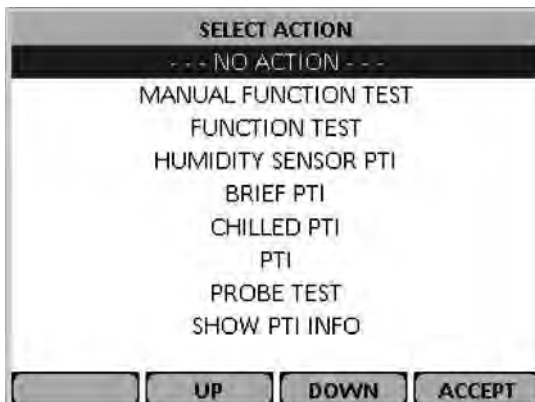 SELECT ACTION
- - - NO ACTION - - -
MANUAL FUNCTION TEST
FUNCTION TEST
HUMIDITY SENSOR PTI
BRIEF PTI
CHILLED PTI
PTI
PROBE TEST
SHOW PTI INFO
UP DOWN ACCEPT